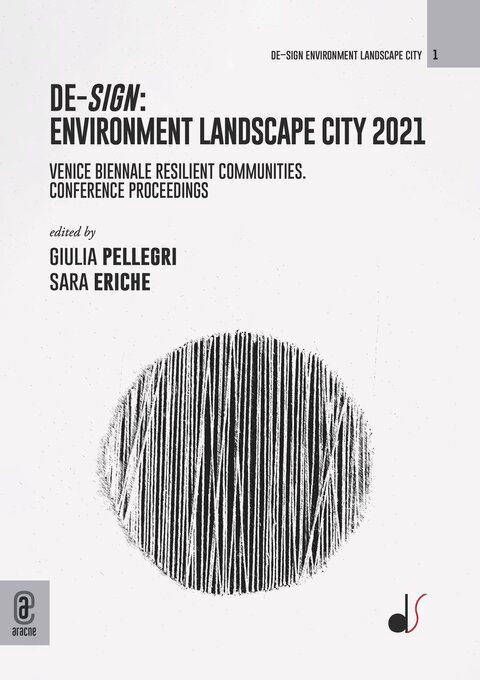 DE–SIGN ENVIRONMENT LANDSCAPE CITY 1
DE-SIGN:
ENVIRONMENT LANDSCAPE CITY 2021
VENICE BIENNALE RESILIENT COMMUNITIES.
CONFERENCE PROCEEDINGS
edited by
GIULIA PELLEGRI
SARA ERICHE
a
aracne
ds